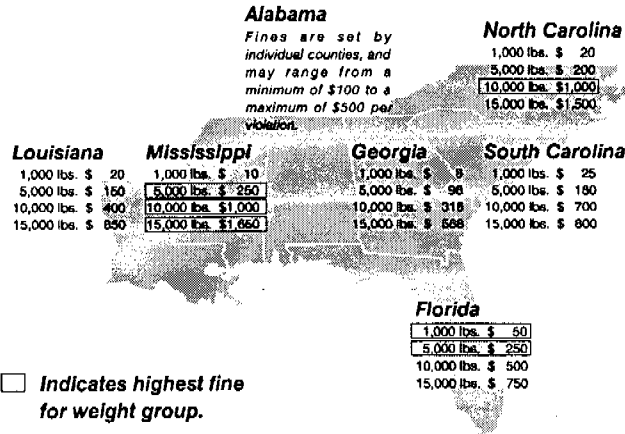 Alabama
Fines are set by
individual counties, and
may range from a
minimum of $100 to a
maximum of $500 per
violation.
North Carolina
1,000 lbs. $ 20
5,000 lbs. $ 200
10,000 lbs. $1,000
15,000 lbs. $1,500
Louisiana
1,000 lbs. $ 20
5,000 lbs. $ 150
10,000 lbs. $ 400
15,000 lbs. $ 850
Mississippi
1,000 lbs. $ 10
5,000 lbs. $ 250
10,000 lbs. $1,000
15,000 lbs. $1,650
Georgia
1,000 lbs. $ 8
5,000 lbs. $ 96
10,000 lbs. $ 316
15,000 lbs. $
South Carolina
1,000 lbs. $ 25
5,000 lbs. $
10,000 lbs. $ 700
15,000 lbs. $
Florida
1,000 lbs. $ 50
5,000 lbs. $ 250
10,000 lbs. $ 500
15,000 lbs. $ 750
Indicates highest fine
for weight group.